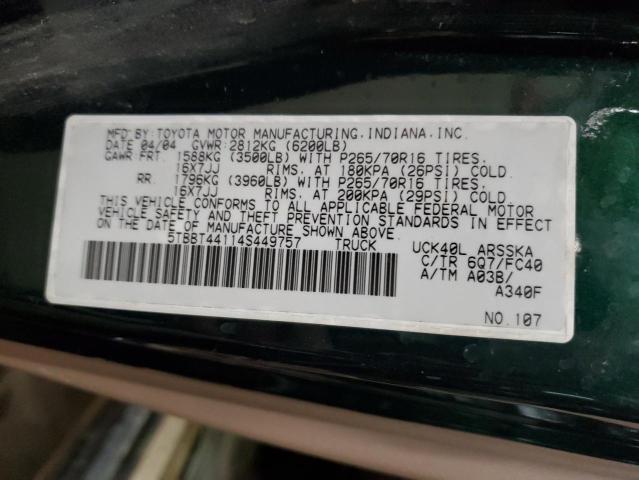 MFD.BY:TOYOTA MOTOR MANUFACTURING,INDIANA,INC.
DATE 04/04 GVWR:2812KG (6200LB)
GAWR:FRT. 1588KG (3500LB) WITH P265/70R16 TIRES,
16X7JJ RIMS, AT 180KPA (26PSI) COLD.
RR. 1796KG (3960LB) WITH P265/70R16 TIRES,
16X7JJ RIMS, AT 200KPA (29PSI) COLD.
THIS VEHICLE CONFORMS TO ALL APPLICABLE FEDERAL MOTOR
VEHICLE SAFETY AND THEFT PREVENTION STANDARDS IN EFFECT
ON THE DATE OF MANUFACTURE SHOWN ABOVE.
5TBBT44114S449757 TRUCK
UCK40L ARSSKA
C/TR 6Q7/FC40
A/TM A03B/
A340F
NO.107